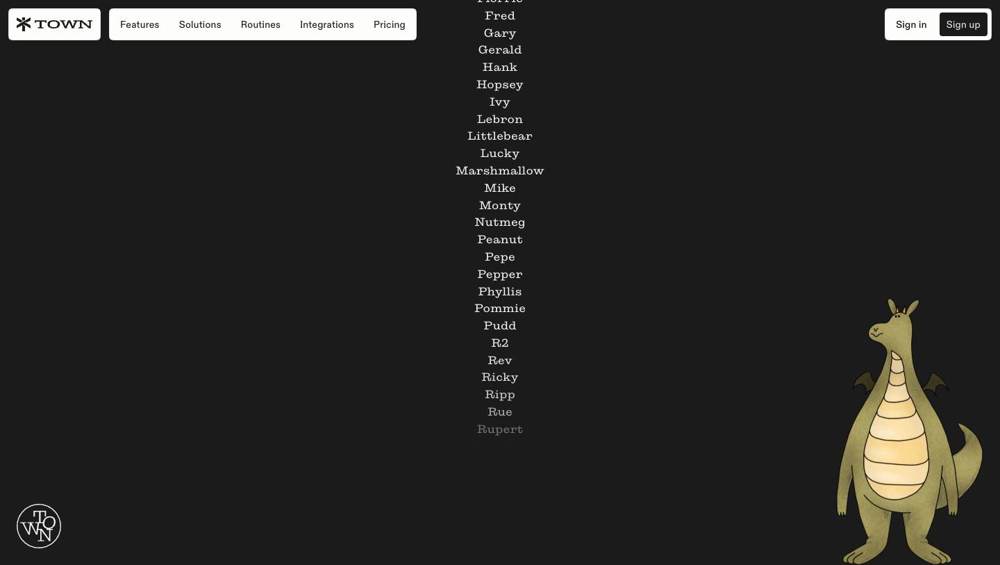 TOWN
Features
Solutions
Routines
Integrations
Pricing
Sign in
Sign up
Fred
Gary
Gerald
Hank
Hopsey
Ivy
Lebron
Littlebear
Lucky
Marshmallow
Mike
Monty
Nutmeg
Peanut
Pepe
Pepper
Phyllis
Pommie
Pudd
R2
Rev
Ricky
Ripp
Rue
Rupert
TOWN